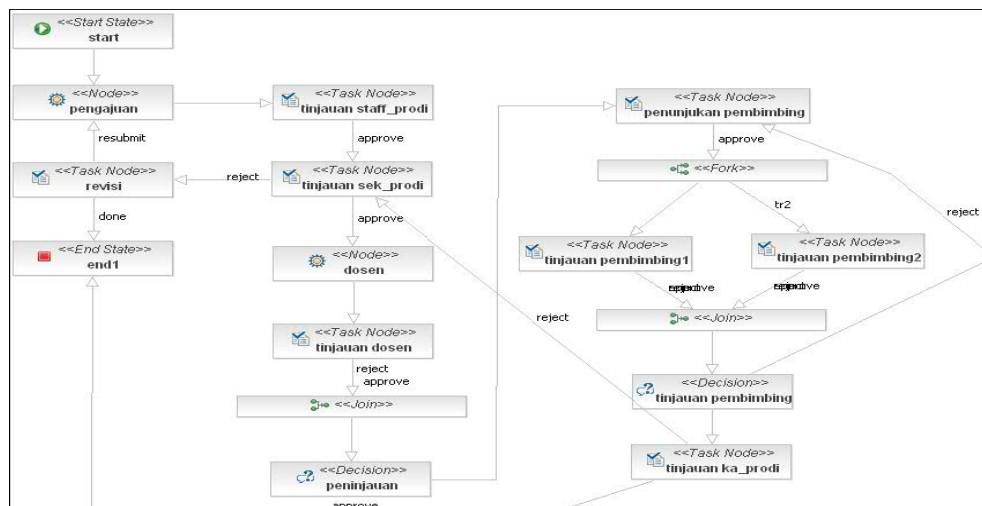 <<Start State>>
start
<<Node>>
pengajuan
resubmit
<<Task Node>>
revisi
done
<<End State>>
end1
<<Task Node>>
tinjauan staff_prodi
approve
<<Task Node>>
tinjauan sek_prodi
reject
approve
<<Node>>
dosen
<<Task Node>>
tinjauan dosen
reject
approve
<<Join>>
<<Decision>>
peninjauan
approve
<<Task Node>>
penunjukan pembimbing
approve
<<Fork>>
tr2
<<Task Node>>
tinjauan pembimbing1
<<Task Node>>
tinjauan pembimbing2
reject
<<Join>>
reject
<<Decision>>
tinjauan pembimbing
<<Task Node>>
tinjauan ka_prodi